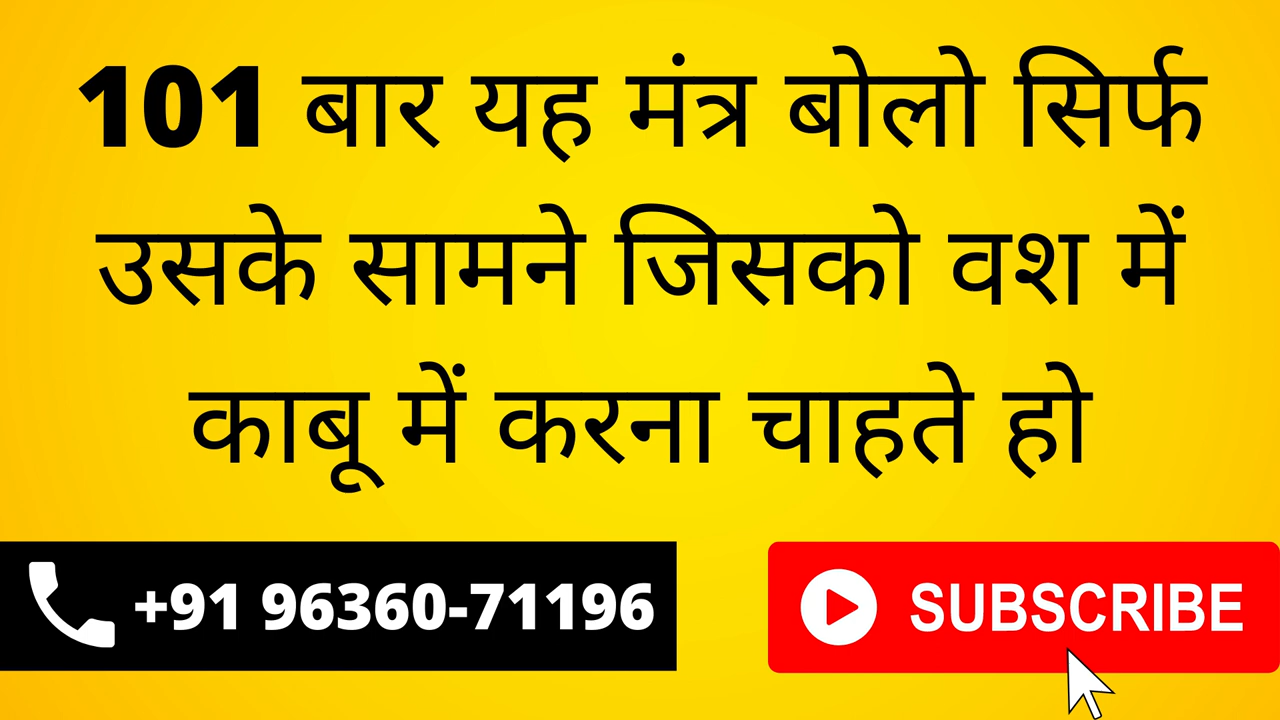 101 बार यह मंत्र बोलो सिर्फ
उसके सामने जिसको वश में
काबू में करना चाहते हो
+91 96360-71196
SUBSCRIBE